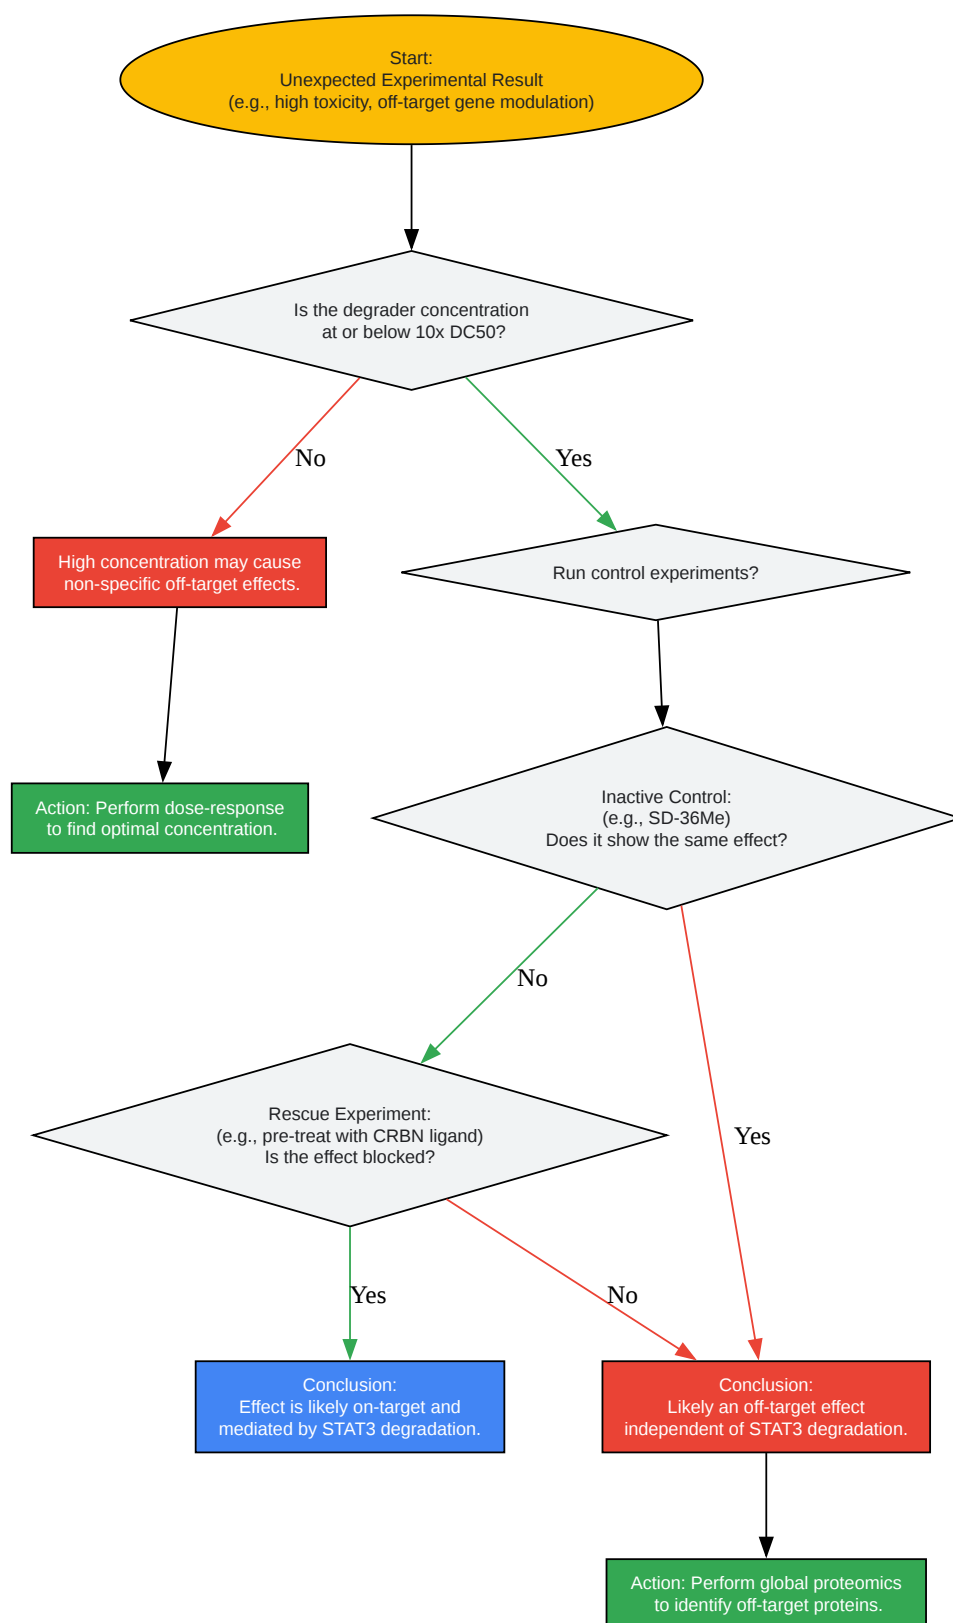 Start:
Unexpected Experimental Result
(e.g., high toxicity, off-target gene modulation)
Is the degrader concentration
at or below 10x DC50?
No
Yes
High concentration may cause
non-specific off-target effects.
Run control experiments?
Action: Perform dose-response
to find optimal concentration.
Inactive Control:
(e.g., SD-36Me)
Does it show the same effect?
No
Yes
Rescue Experiment:
(e.g., pre-treat with CRBN ligand)
Is the effect blocked?
Yes
No
Conclusion:
Effect is likely on-target and
mediated by STAT3 degradation.
Conclusion:
Likely an off-target effect
independent of STAT3 degradation.
Action: Perform global proteomics
to identify off-target proteins.